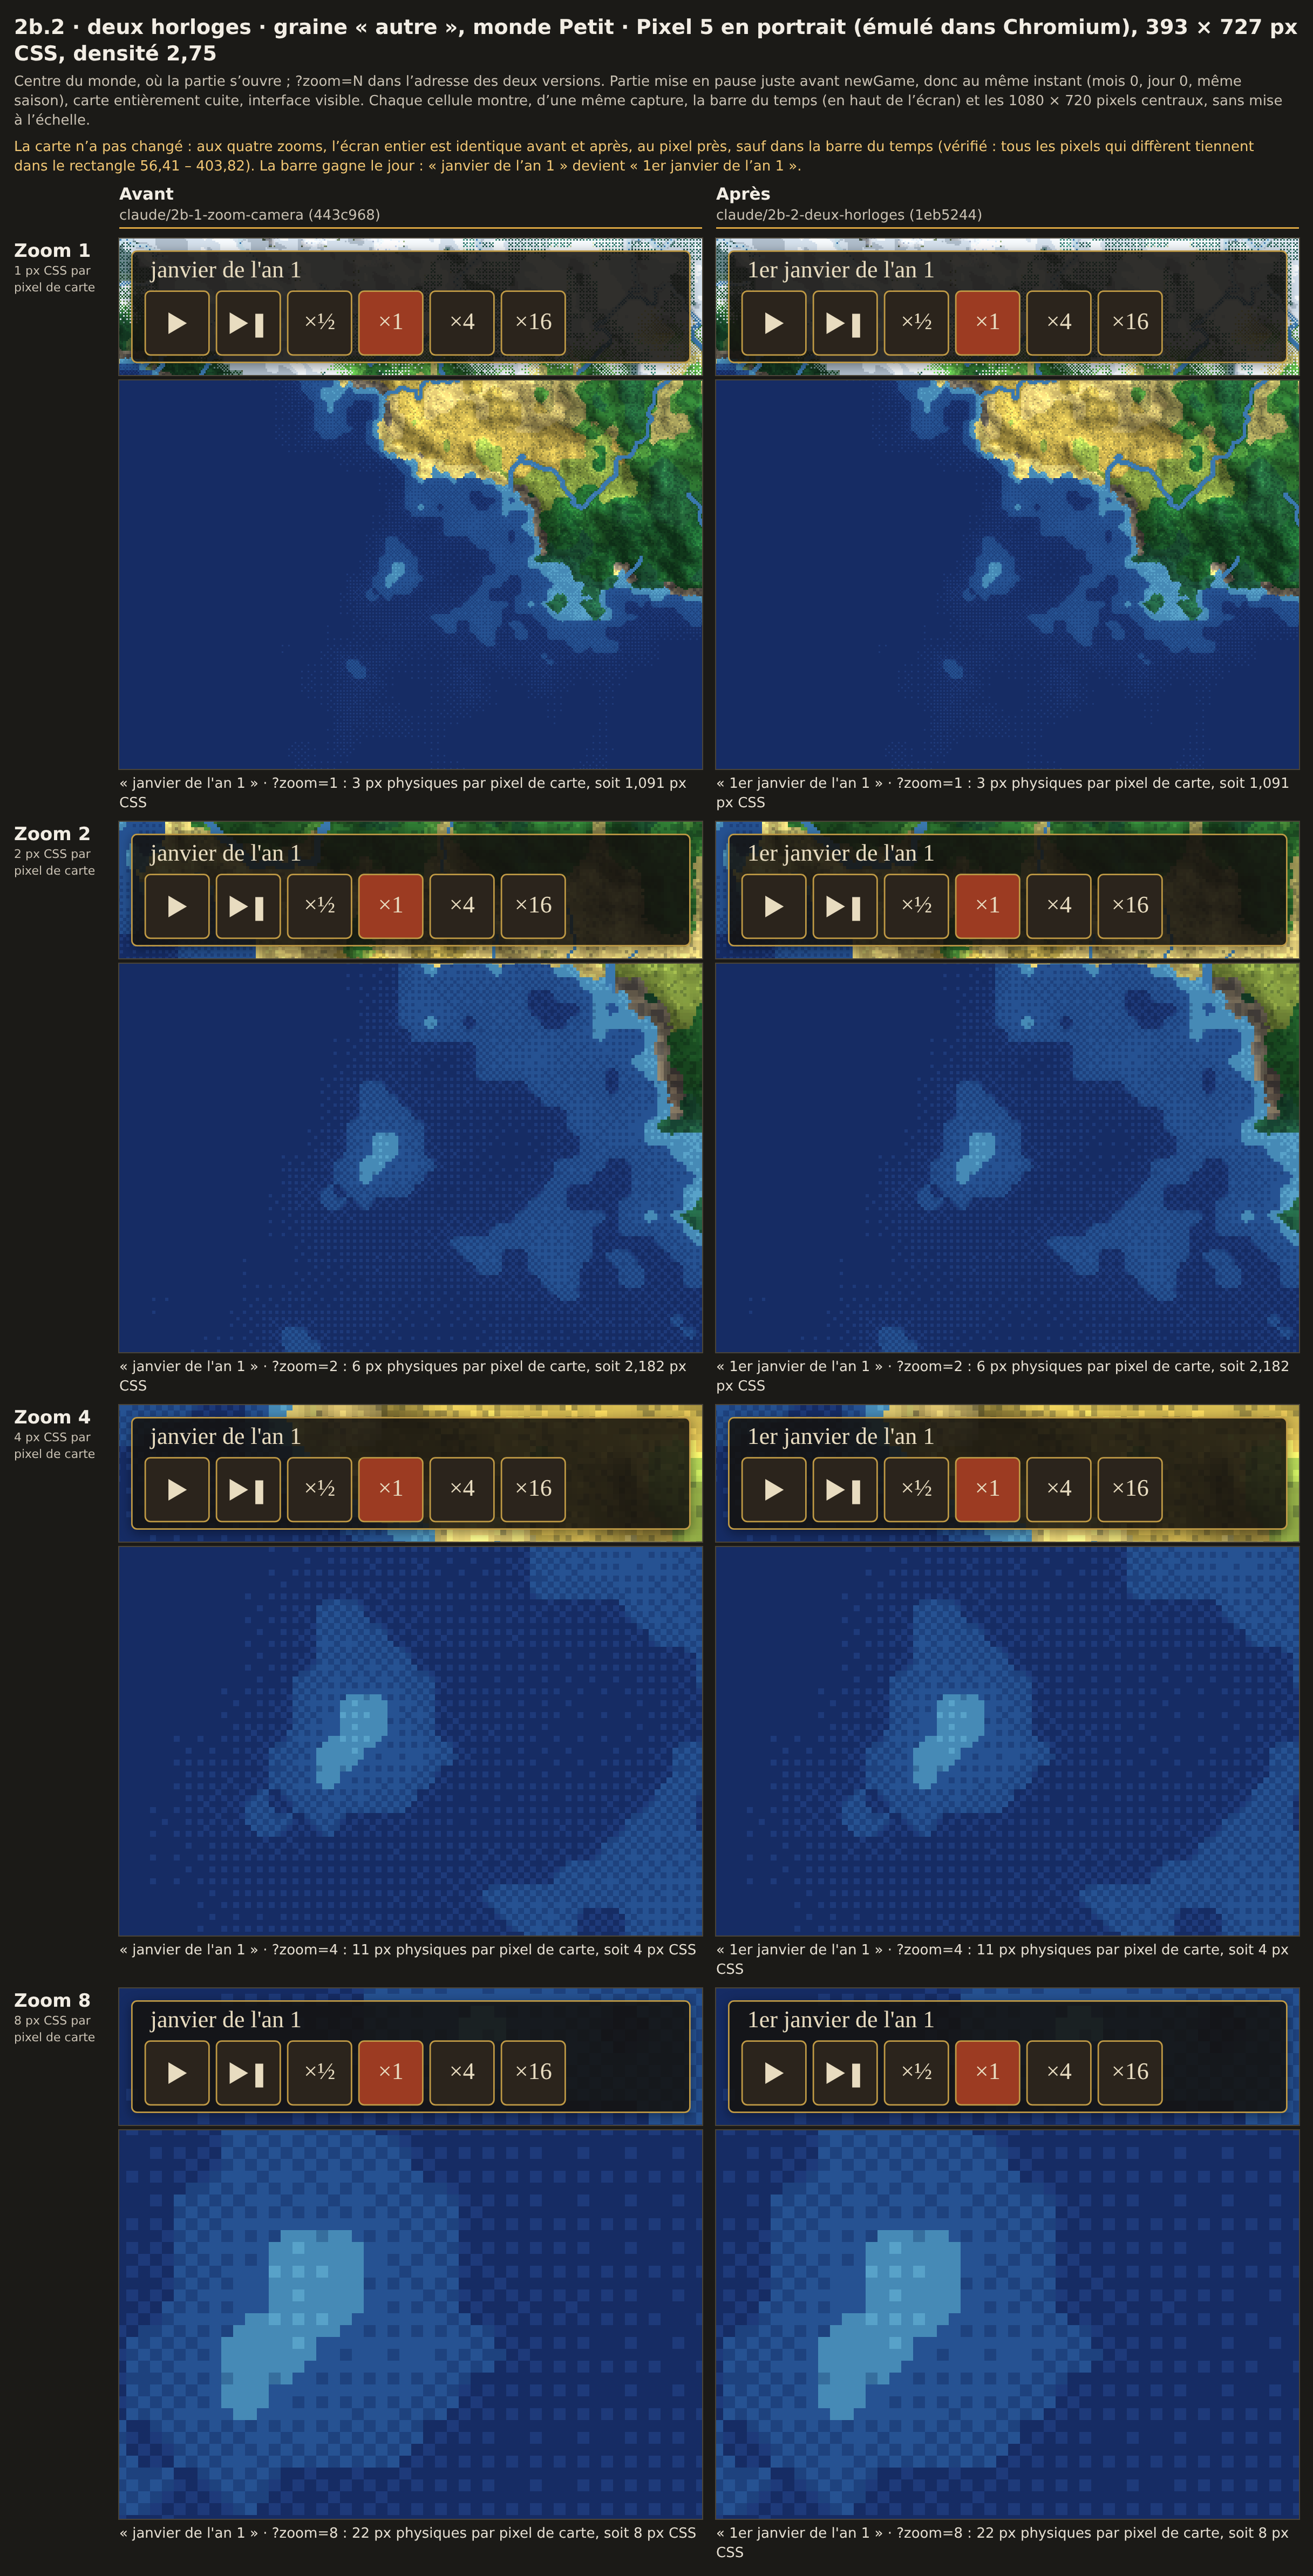 2b.2 · deux horloges · graine « autre », monde Petit · Pixel 5 en portrait (émulé dans Chromium), 393 × 727 px
CSS, densité 2,75
Centre du monde, où la partie s’ouvre ; ?zoom=N dans l’adresse des deux versions. Partie mise en pause juste avant newGame, donc au même instant (mois 0, jour 0, même
saison), carte entièrement cuite, interface visible. Chaque cellule montre, d’une même capture, la barre du temps (en haut de l’écran) et les 1080 × 720 pixels centraux, sans mise
à l’échelle.
La carte n’a pas changé : aux quatre zooms, l’écran entier est identique avant et après, au pixel près, sauf dans la barre du temps (vérifié : tous les pixels qui diffèrent tiennent
dans le rectangle 56,41 – 403,82). La barre gagne le jour : « janvier de l’an 1 » devient « 1er janvier de l’an 1 ».
Avant
claude/2b-1-zoom-camera (443c968)
Après
claude/2b-2-deux-horloges (1eb5244)
Zoom 1
1 px CSS par
pixel de carte
janvier de l'an 1
×½ ×1 ×4 ×16
1er janvier de l'an 1
×½ ×1 ×4 ×16
« janvier de l'an 1 » · ?zoom=1 : 3 px physiques par pixel de carte, soit 1,091 px
CSS
« 1er janvier de l'an 1 » · ?zoom=1 : 3 px physiques par pixel de carte, soit 1,091
px CSS
Zoom 2
2 px CSS par
pixel de carte
janvier de l'an 1
×½ ×1 ×4 ×16
1er janvier de l'an 1
×½ ×1 ×4 ×16
« janvier de l'an 1 » · ?zoom=2 : 6 px physiques par pixel de carte, soit 2,182 px
CSS
« 1er janvier de l'an 1 » · ?zoom=2 : 6 px physiques par pixel de carte, soit 2,182
px CSS
Zoom 4
4 px CSS par
pixel de carte
janvier de l'an 1
×½ ×1 ×4 ×16
1er janvier de l'an 1
×½ ×1 ×4 ×16
« janvier de l'an 1 » · ?zoom=4 : 11 px physiques par pixel de carte, soit 4 px CSS
« 1er janvier de l'an 1 » · ?zoom=4 : 11 px physiques par pixel de carte, soit 4 px
CSS
Zoom 8
8 px CSS par
pixel de carte
janvier de l'an 1
×½ ×1 ×4 ×16
1er janvier de l'an 1
×½ ×1 ×4 ×16
« janvier de l'an 1 » · ?zoom=8 : 22 px physiques par pixel de carte, soit 8 px CSS
« 1er janvier de l'an 1 » · ?zoom=8 : 22 px physiques par pixel de carte, soit 8 px
CSS